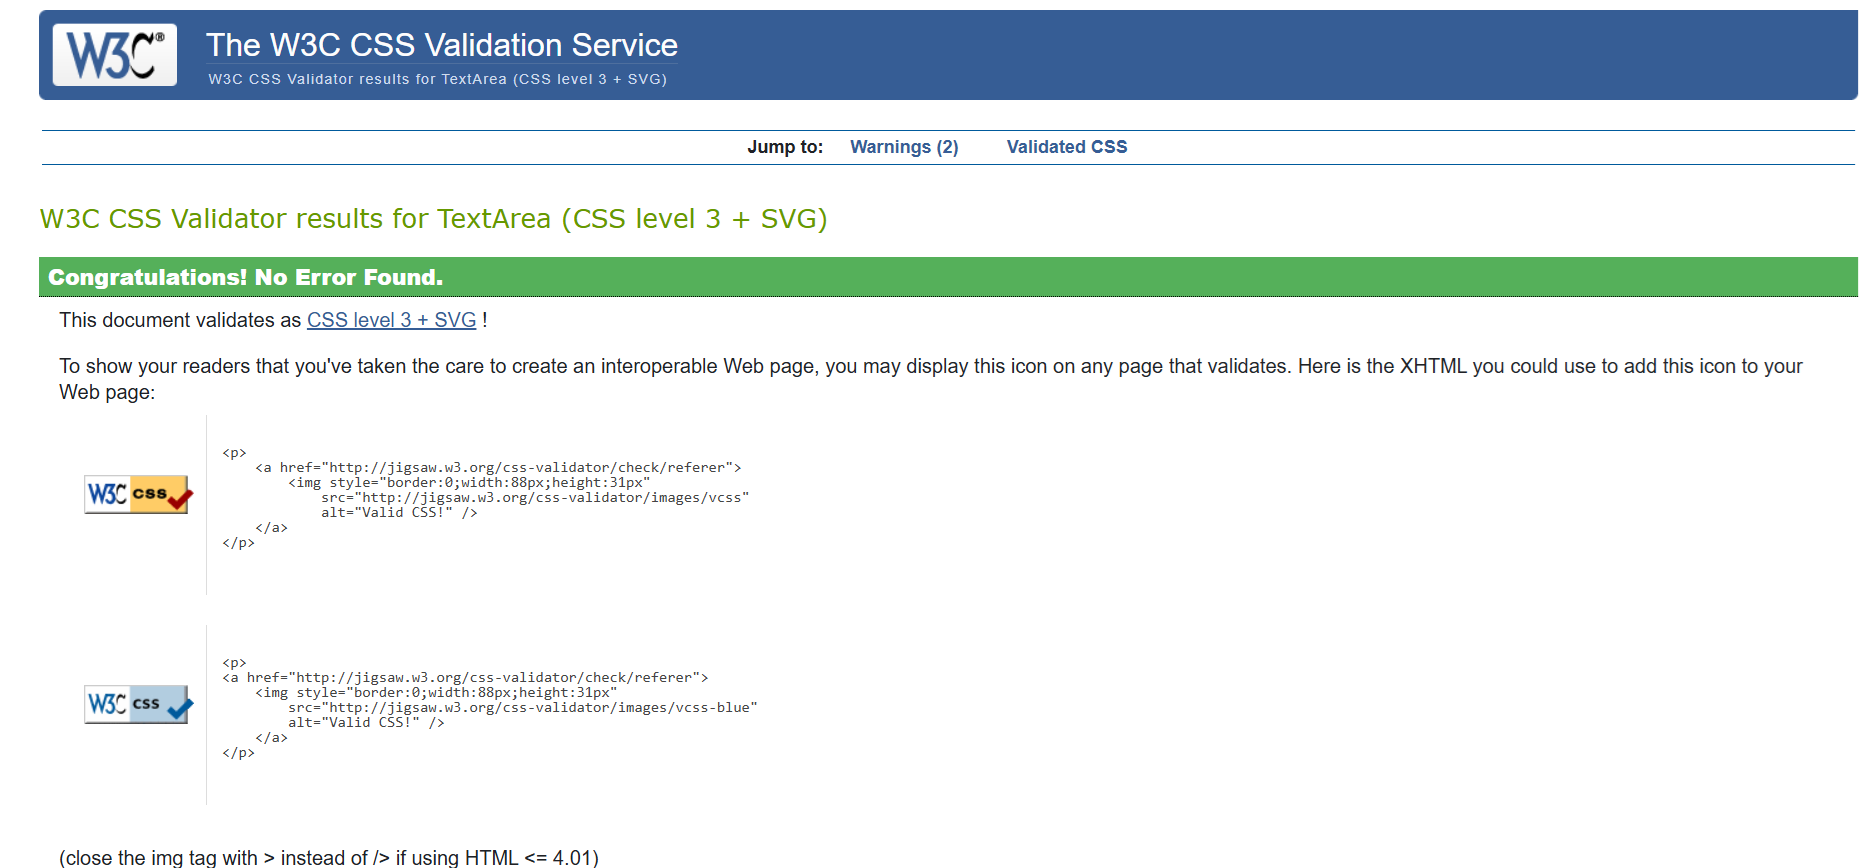 W3C®
The W3C CSS Validation Service
W3C CSS Validator results for TextArea (CSS level 3 + SVG)
Jump to: Warnings (2) Validated CSS
W3C CSS Validator results for TextArea (CSS level 3 + SVG)
Congratulations! No Error Found.
This document validates as CSS level 3 + SVG !
To show your readers that you've taken the care to create an interoperable Web page, you may display this icon on any page that validates. Here is the XHTML you could use to add this icon to your
Web page:
W3C css
<p>
    <a href="http://jigsaw.w3.org/css-validator/check/referer">
        <img style="border:0;width:88px;height:31px"
            src="http://jigsaw.w3.org/css-validator/images/vcss"
            alt="Valid CSS!" />
    </a>
</p>
W3C css
<p>
<a href="http://jigsaw.w3.org/css-validator/check/referer">
    <img style="border:0;width:88px;height:31px"
        src="http://jigsaw.w3.org/css-validator/images/vcss-blue"
        alt="Valid CSS!" />
    </a>
</p>
(close the img tag with > instead of /> if using HTML <= 4.01)